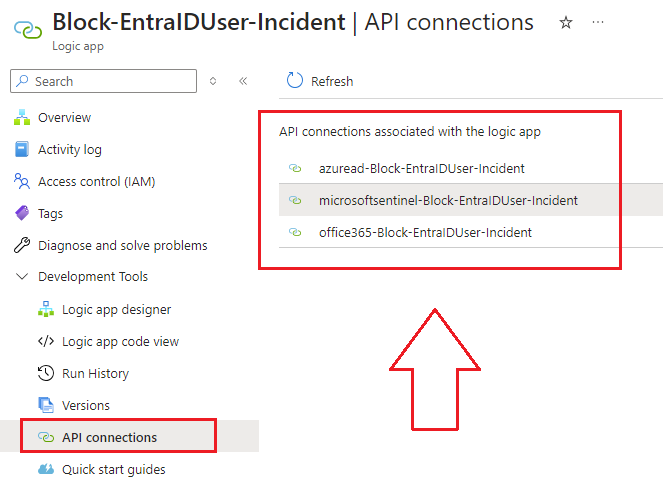 Block-EntraIDUser-Incident | API connections
Logic app
Search
Refresh
Overview
Activity log
Access control (IAM)
Tags
Diagnose and solve problems
Development Tools
Logic app designer
Logic app code view
Run History
Versions
API connections
Quick start guides
API connections associated with the logic app
azuread-Block-EntraIDUser-Incident
microsoftsentinel-Block-EntraIDUser-Incident
office365-Block-EntraIDUser-Incident